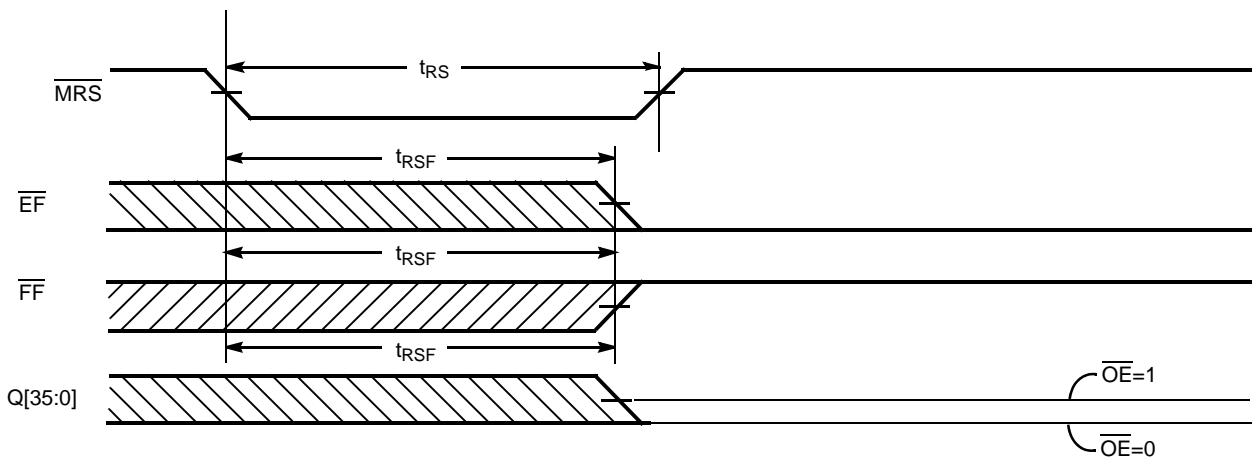 tRS
MRS
tRSF
EF
tRSF
FF
tRSF
OE=1
Q[35:0]
OE=0